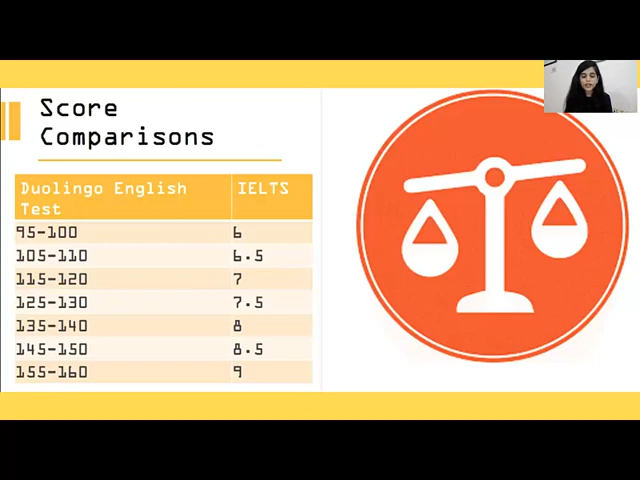 Score
Comparisons
Duolingo English Test IELTS
95-100 6
105-110 6.5
115-120 7
125-130 7.5
135-140 8
145-150 8.5
155-160 9